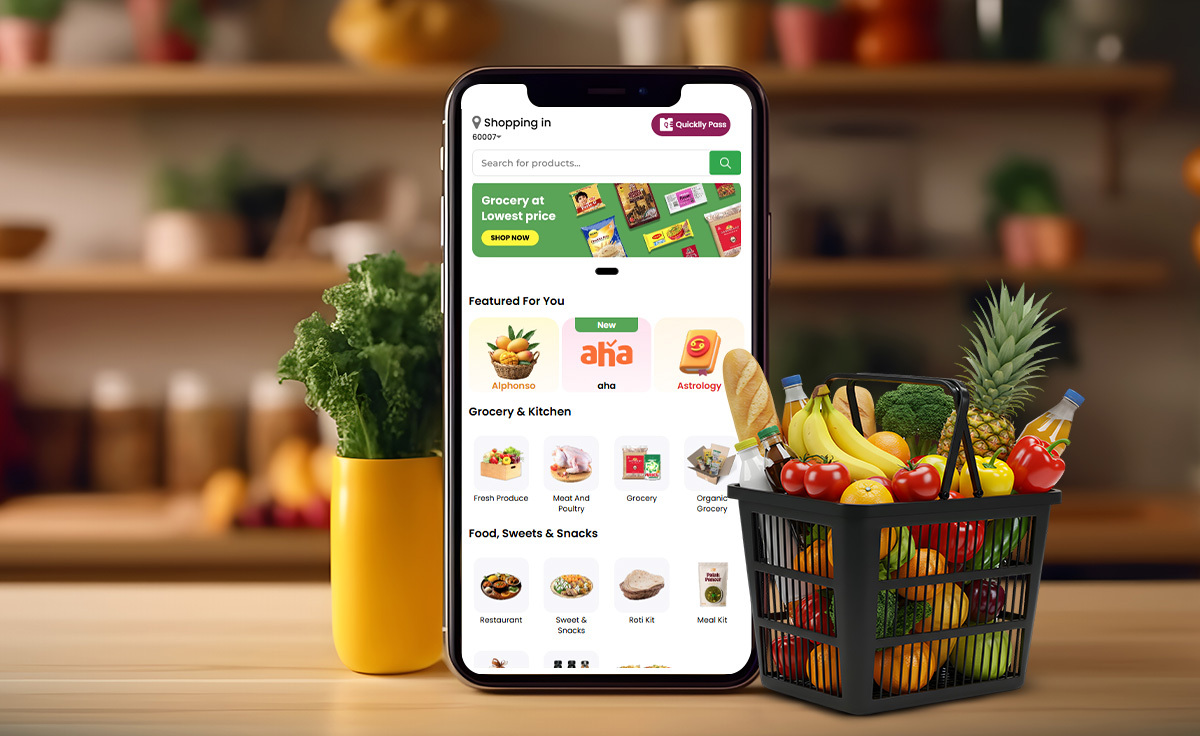 Shopping in
Quicklly Pass
60007
Search for products...
Grocery at
Lowest price
SHOP NOW
Featured For You
New
aha
Alphonso
aha
Astrology
Grocery & Kitchen
Fresh Produce
Meat And
Poultry
Grocery
Organic
Grocery
Food, Sweets & Snacks
Palak
Paneer
Restaurant
Sweet &
Snacks
Roti Kit
Meal Kit